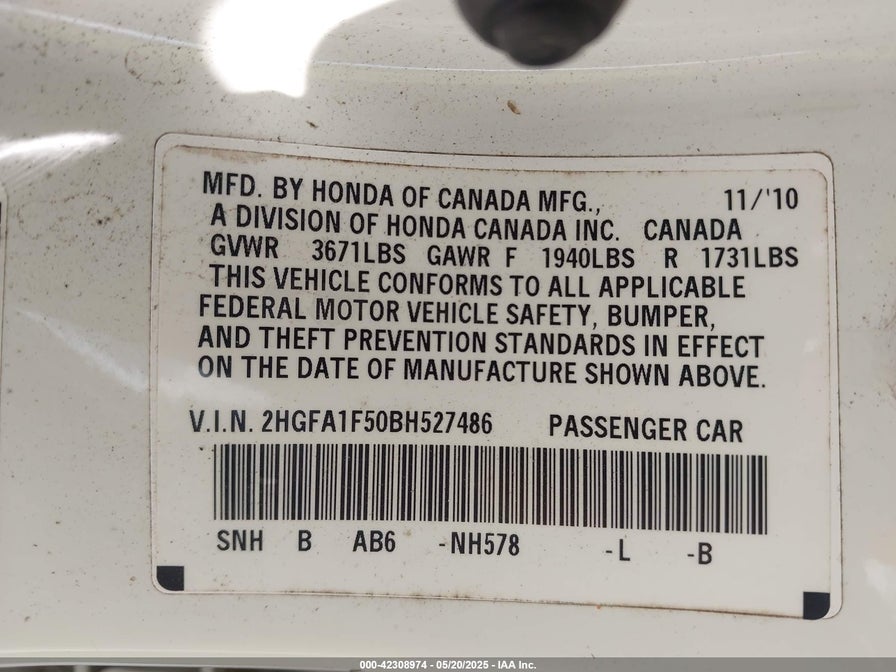 MFD. BY HONDA OF CANADA MFG., 11/'10
A DIVISION OF HONDA CANADA INC. CANADA
GVWR 3671LBS GAWR F 1940LBS R 1731LBS
THIS VEHICLE CONFORMS TO ALL APPLICABLE
FEDERAL MOTOR VEHICLE SAFETY, BUMPER,
AND THEFT PREVENTION STANDARDS IN EFFECT
ON THE DATE OF MANUFACTURE SHOWN ABOVE.
V.I.N. 2HGFA1F50BH527486 PASSENGER CAR
SNH B AB6 -NH578 -L -B
000-42308974 - 05/20/2025 - IAA Inc.